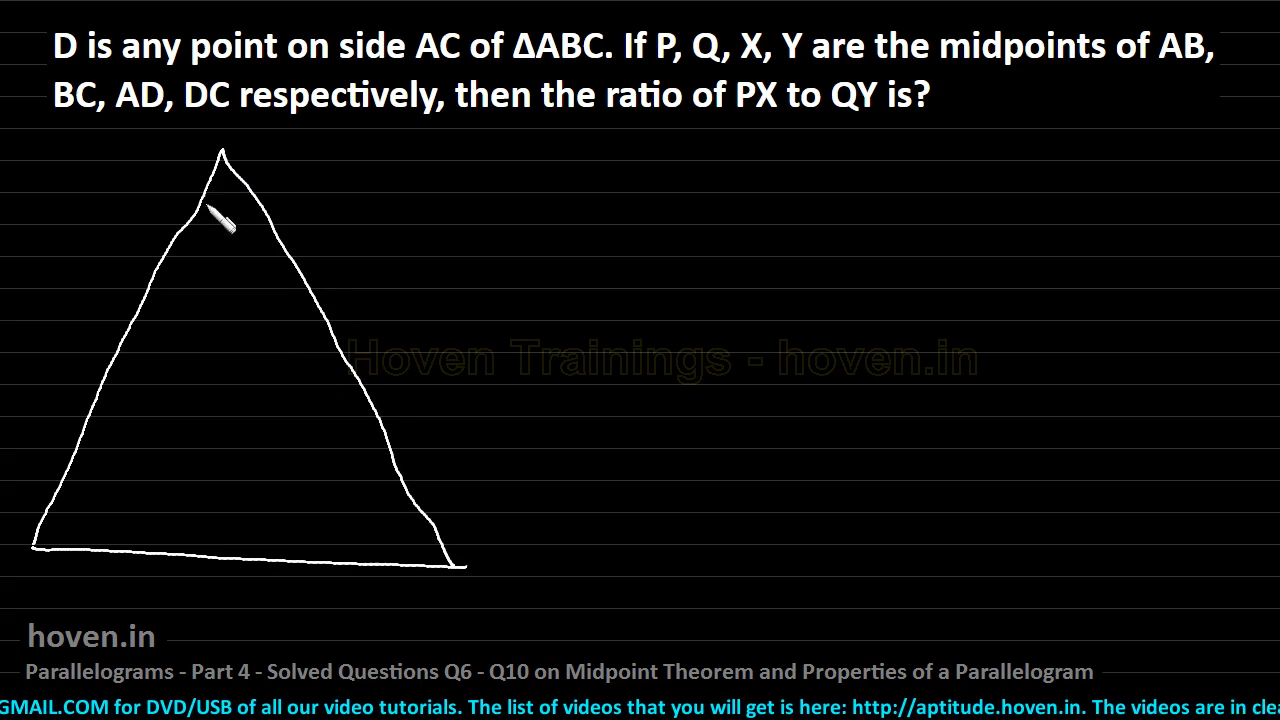 D is any point on side AC of ΔABC. If P, Q, X, Y are the midpoints of AB,
BC, AD, DC respectively, then the ratio of PX to QY is?
Hoven Trainings - hoven.in
hoven.in
Parallelograms - Part 4 - Solved Questions Q6 - Q10 on Midpoint Theorem and Properties of a Parallelogram
GMAIL.COM for DVD/USB of all our video tutorials. The list of videos that you will get is here: http://aptitude.hoven.in. The videos are in clea